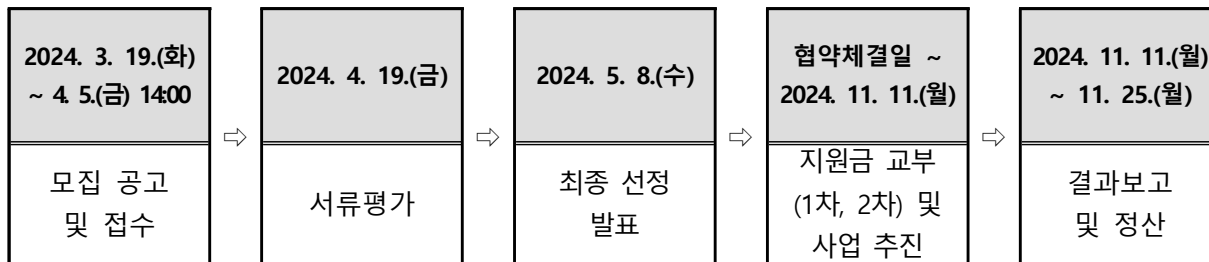 2024. 3. 19.(화)
~ 4. 5.(금) 14:00
모집 공고
및 접수
⇨
2024. 4. 19.(금)
서류평가
⇨
2024. 5. 8.(수)
최종 선정
발표
⇨
협약체결일 ~
2024. 11. 11.(월)
지원금 교부
(1차, 2차) 및
사업 추진
⇨
2024. 11. 11.(월)
~ 11. 25.(월)
결과보고
및 정산